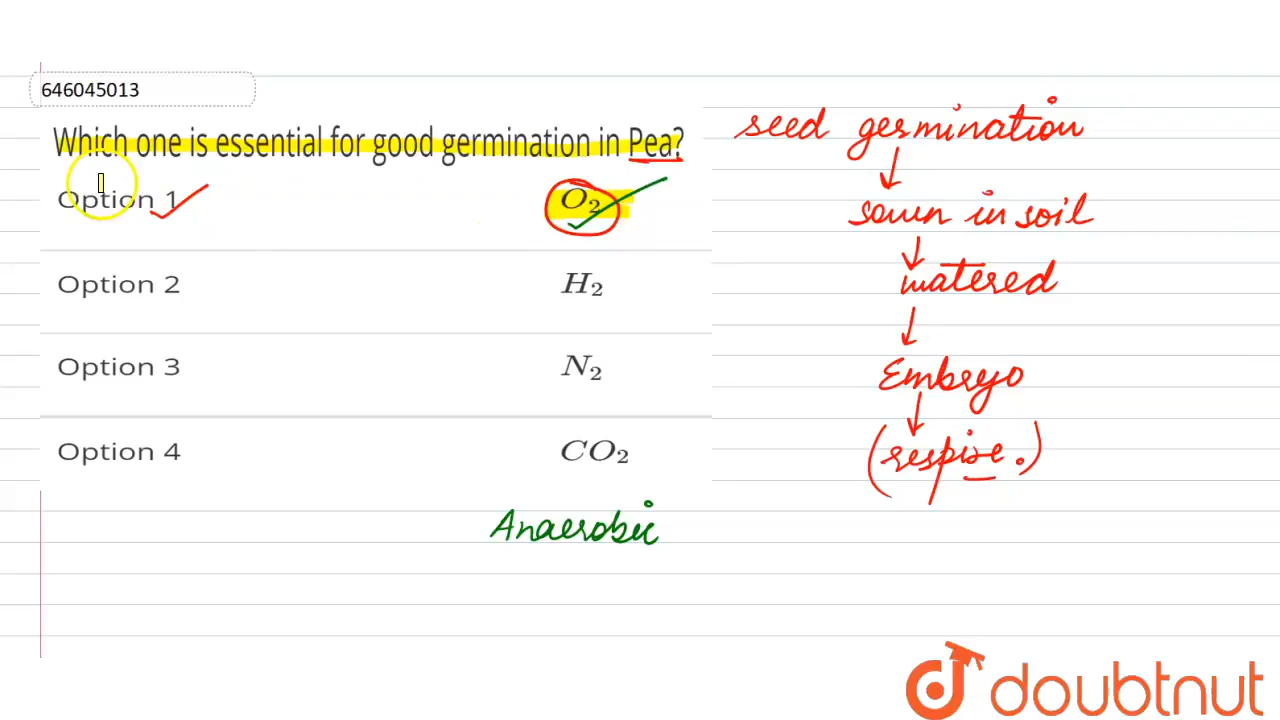 646045013
Which one is essential for good germination in Pea?
Option 1 O₂
Option 2 H₂
Option 3 N₂
Option 4 CO₂
Anaerobic
seed germination
sown in soil
watered
Embryo
(respire.)
doubtnut